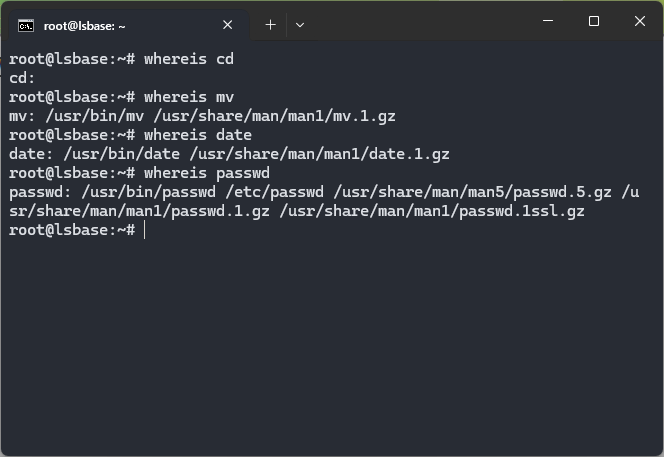 root@lsbase: ~
root@lsbase:~# whereis cd
cd:
root@lsbase:~# whereis mv
mv: /usr/bin/mv /usr/share/man/man1/mv.1.gz
root@lsbase:~# whereis date
date: /usr/bin/date /usr/share/man/man1/date.1.gz
root@lsbase:~# whereis passwd
passwd: /usr/bin/passwd /etc/passwd /usr/share/man/man5/passwd.5.gz /u
sr/share/man/man1/passwd.1.gz /usr/share/man/man1/passwd.1ssl.gz
root@lsbase:~#